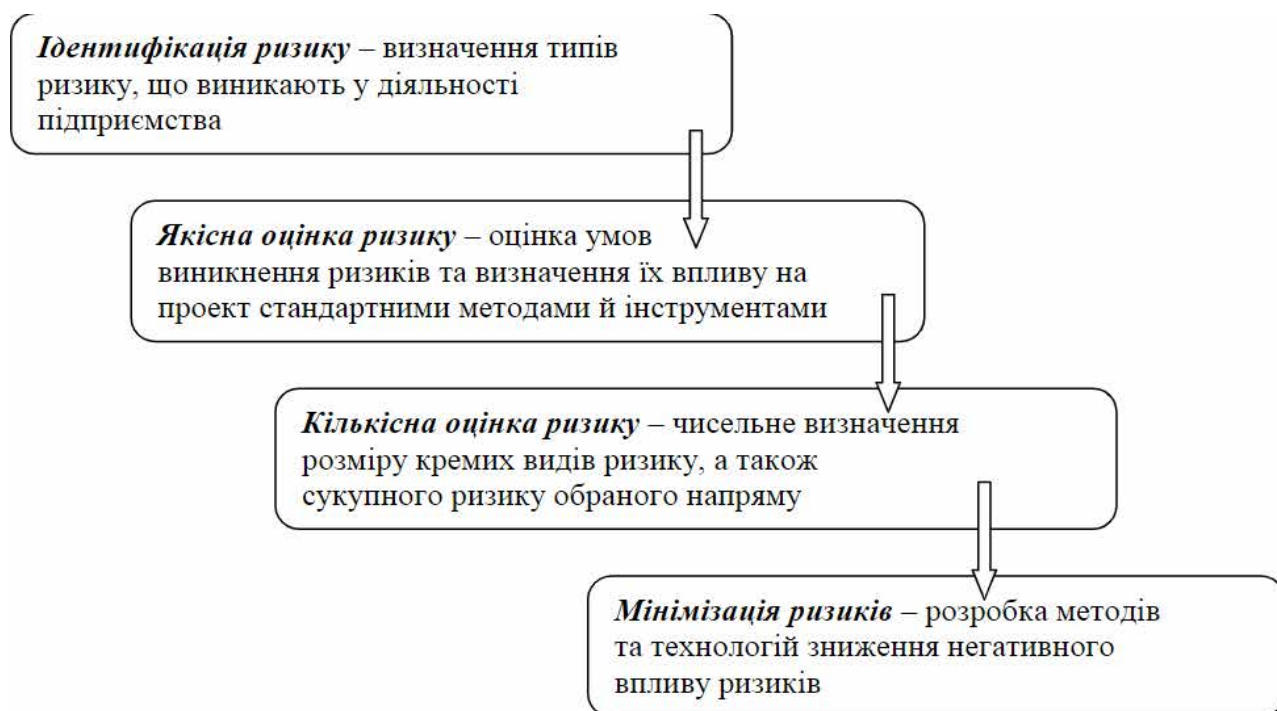 Ідентифікація ризику – визначення типів
ризику, що виникають у діяльності
підприємства
Якісна оцінка ризику – оцінка умов
виникнення ризиків та визначення їх впливу на
проект стандартними методами й інструментами
Кількісна оцінка ризику – чисельне визначення
розміру кремих видів ризику, а також
сукупного ризику обраного напряму
Мінімізація ризиків – розробка методів
та технологій зниження негативного
впливу ризиків